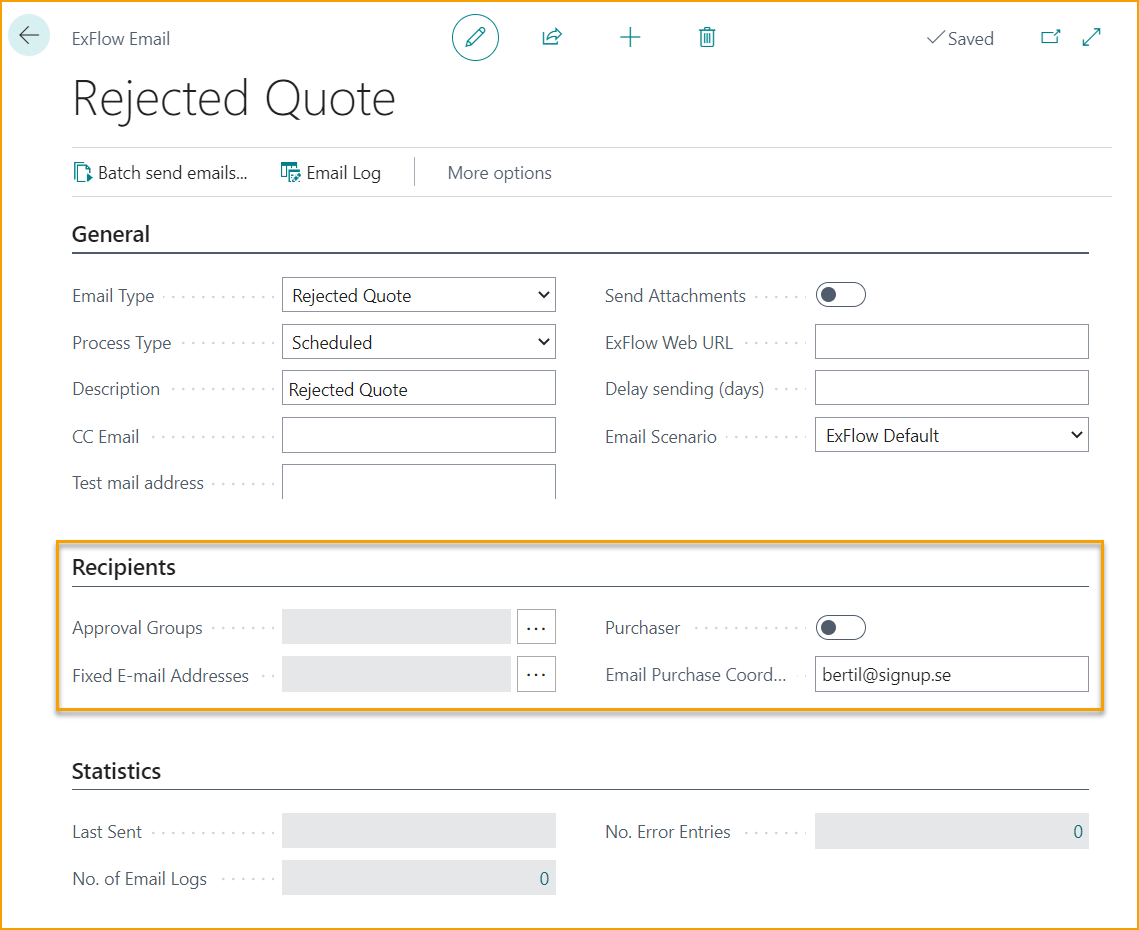 ExFlow Email
Saved
Rejected Quote
Batch send emails...
Email Log
More options
General
Email Type
Rejected Quote
Send Attachments
Process Type
Scheduled
ExFlow Web URL
Description
Rejected Quote
Delay sending (days)
CC Email
Email Scenario
ExFlow Default
Test mail address
Recipients
Approval Groups
...
Purchaser
Fixed E-mail Addresses
...
Email Purchase Coord...
bertil@signup.se
Statistics
Last Sent
No. Error Entries
0
No. of Email Logs
0